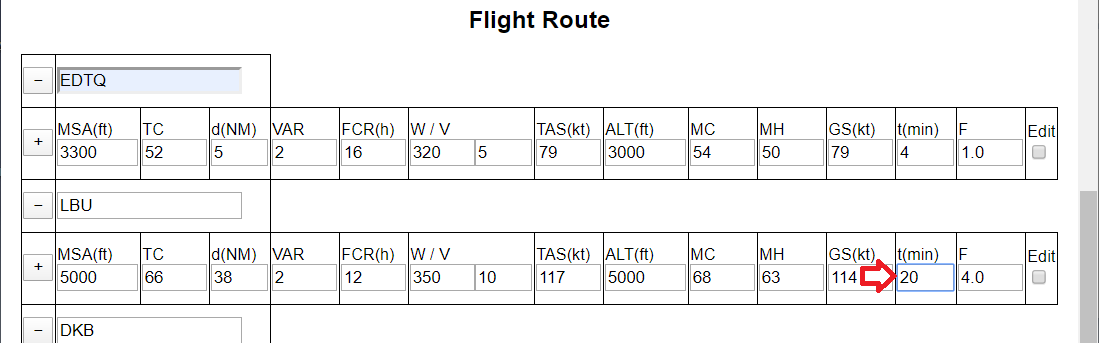 Flight Route
− EDTQ
MSA(ft) TC d(NM) VAR FCR(h) W / V TAS(kt) ALT(ft) MC MH GS(kt) t(min) F Edit
+ 3300 52 5 2 16 320 5 79 3000 54 50 79 4 1.0
− LBU
MSA(ft) TC d(NM) VAR FCR(h) W / V TAS(kt) ALT(ft) MC MH GS(kt) t(min) F Edit
+ 5000 66 38 2 12 350 10 117 5000 68 63 114 20 4.0
− DKB